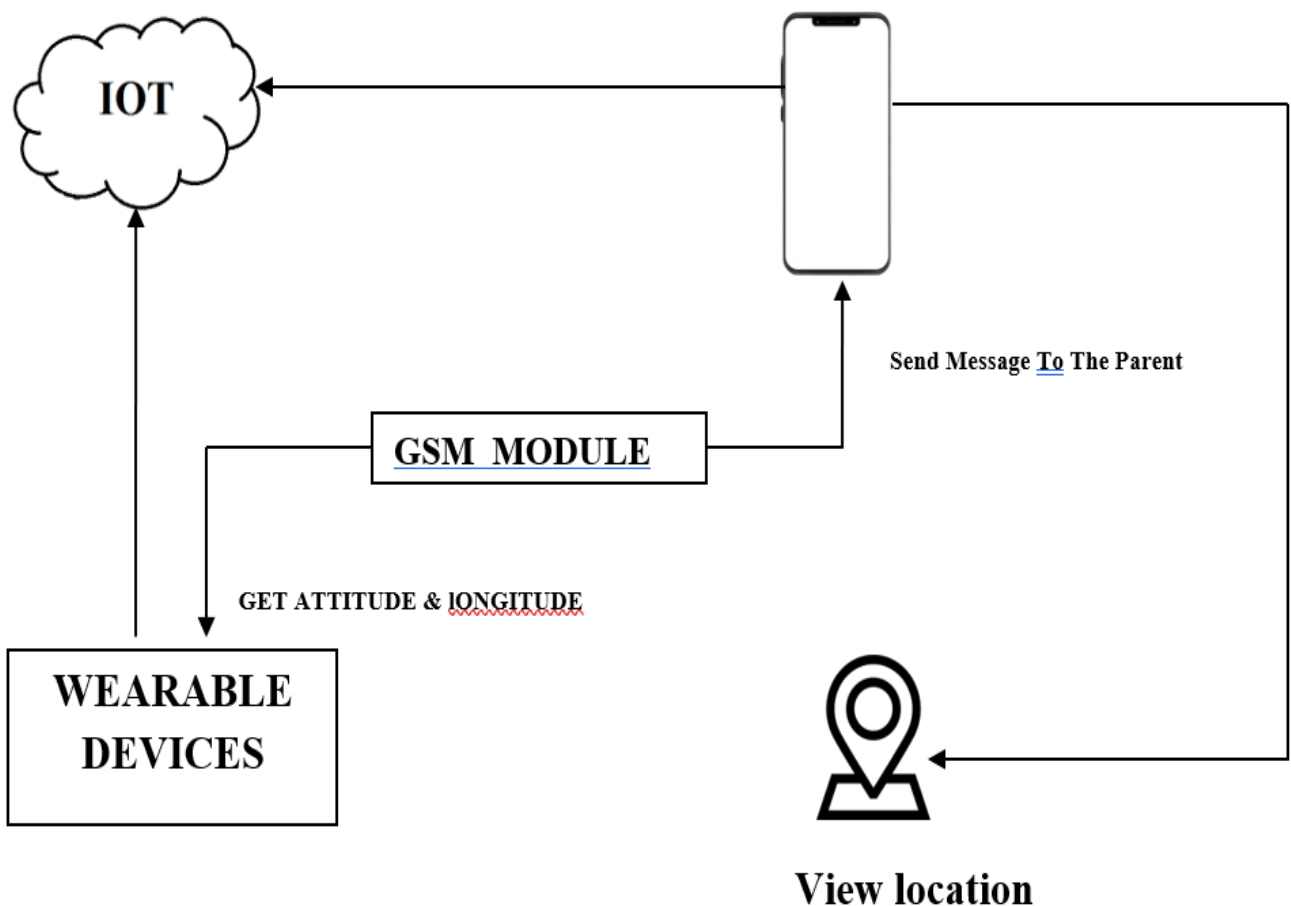 IOT
Send Message To The Parent
GSM MODULE
GET ATTITUDE & lONGITUDE
WEARABLE
DEVICES
View location